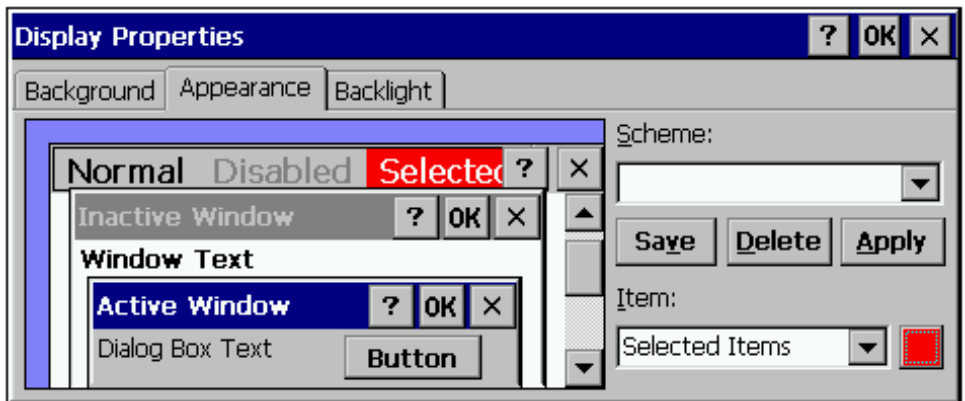 Display Properties ? OK ×
Background Appearance Backlight
Scheme:
Normal Disabled Selected ? ×
Inactive Window ? OK ×
Save Delete Apply
Window Text
Item:
Active Window ? OK ×
Dialog Box Text Button
Selected Items